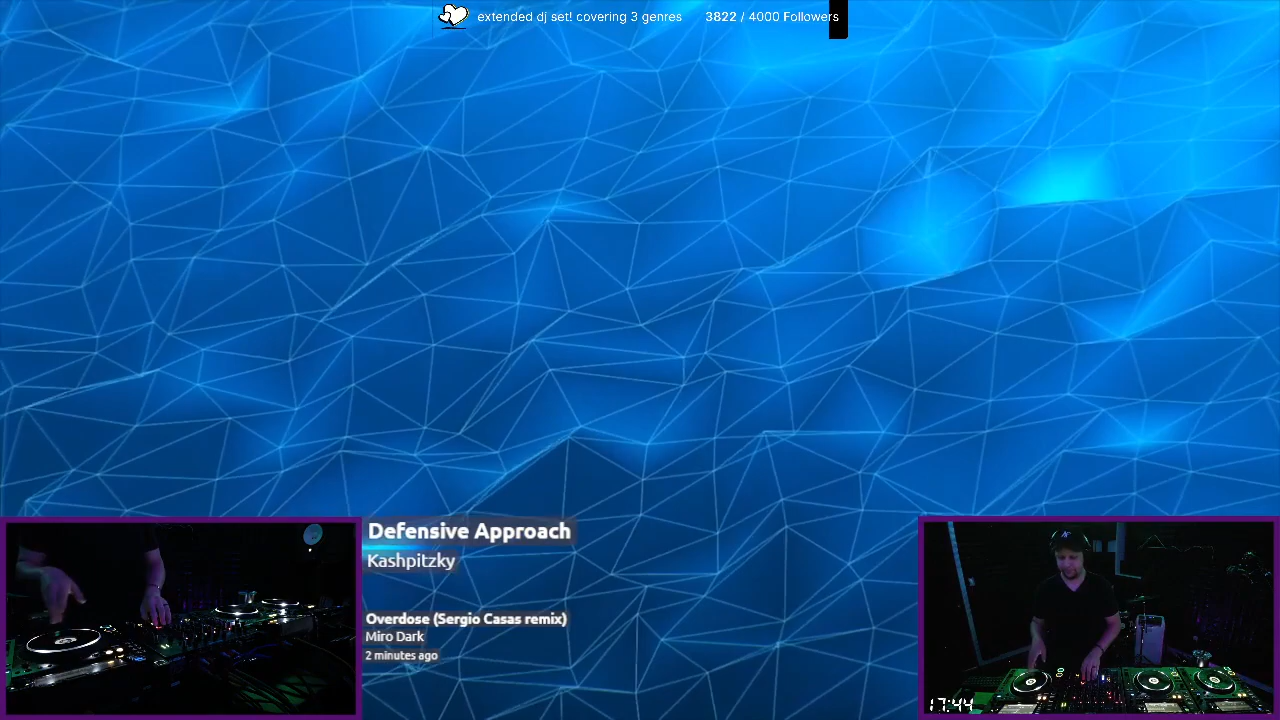 extended dj set! covering 3 genres 3822 / 4000 Followers
Defensive Approach
Kashpitzky
Overdose (Sergio Casas remix)
Miro Dark
2 minutes ago
17:44